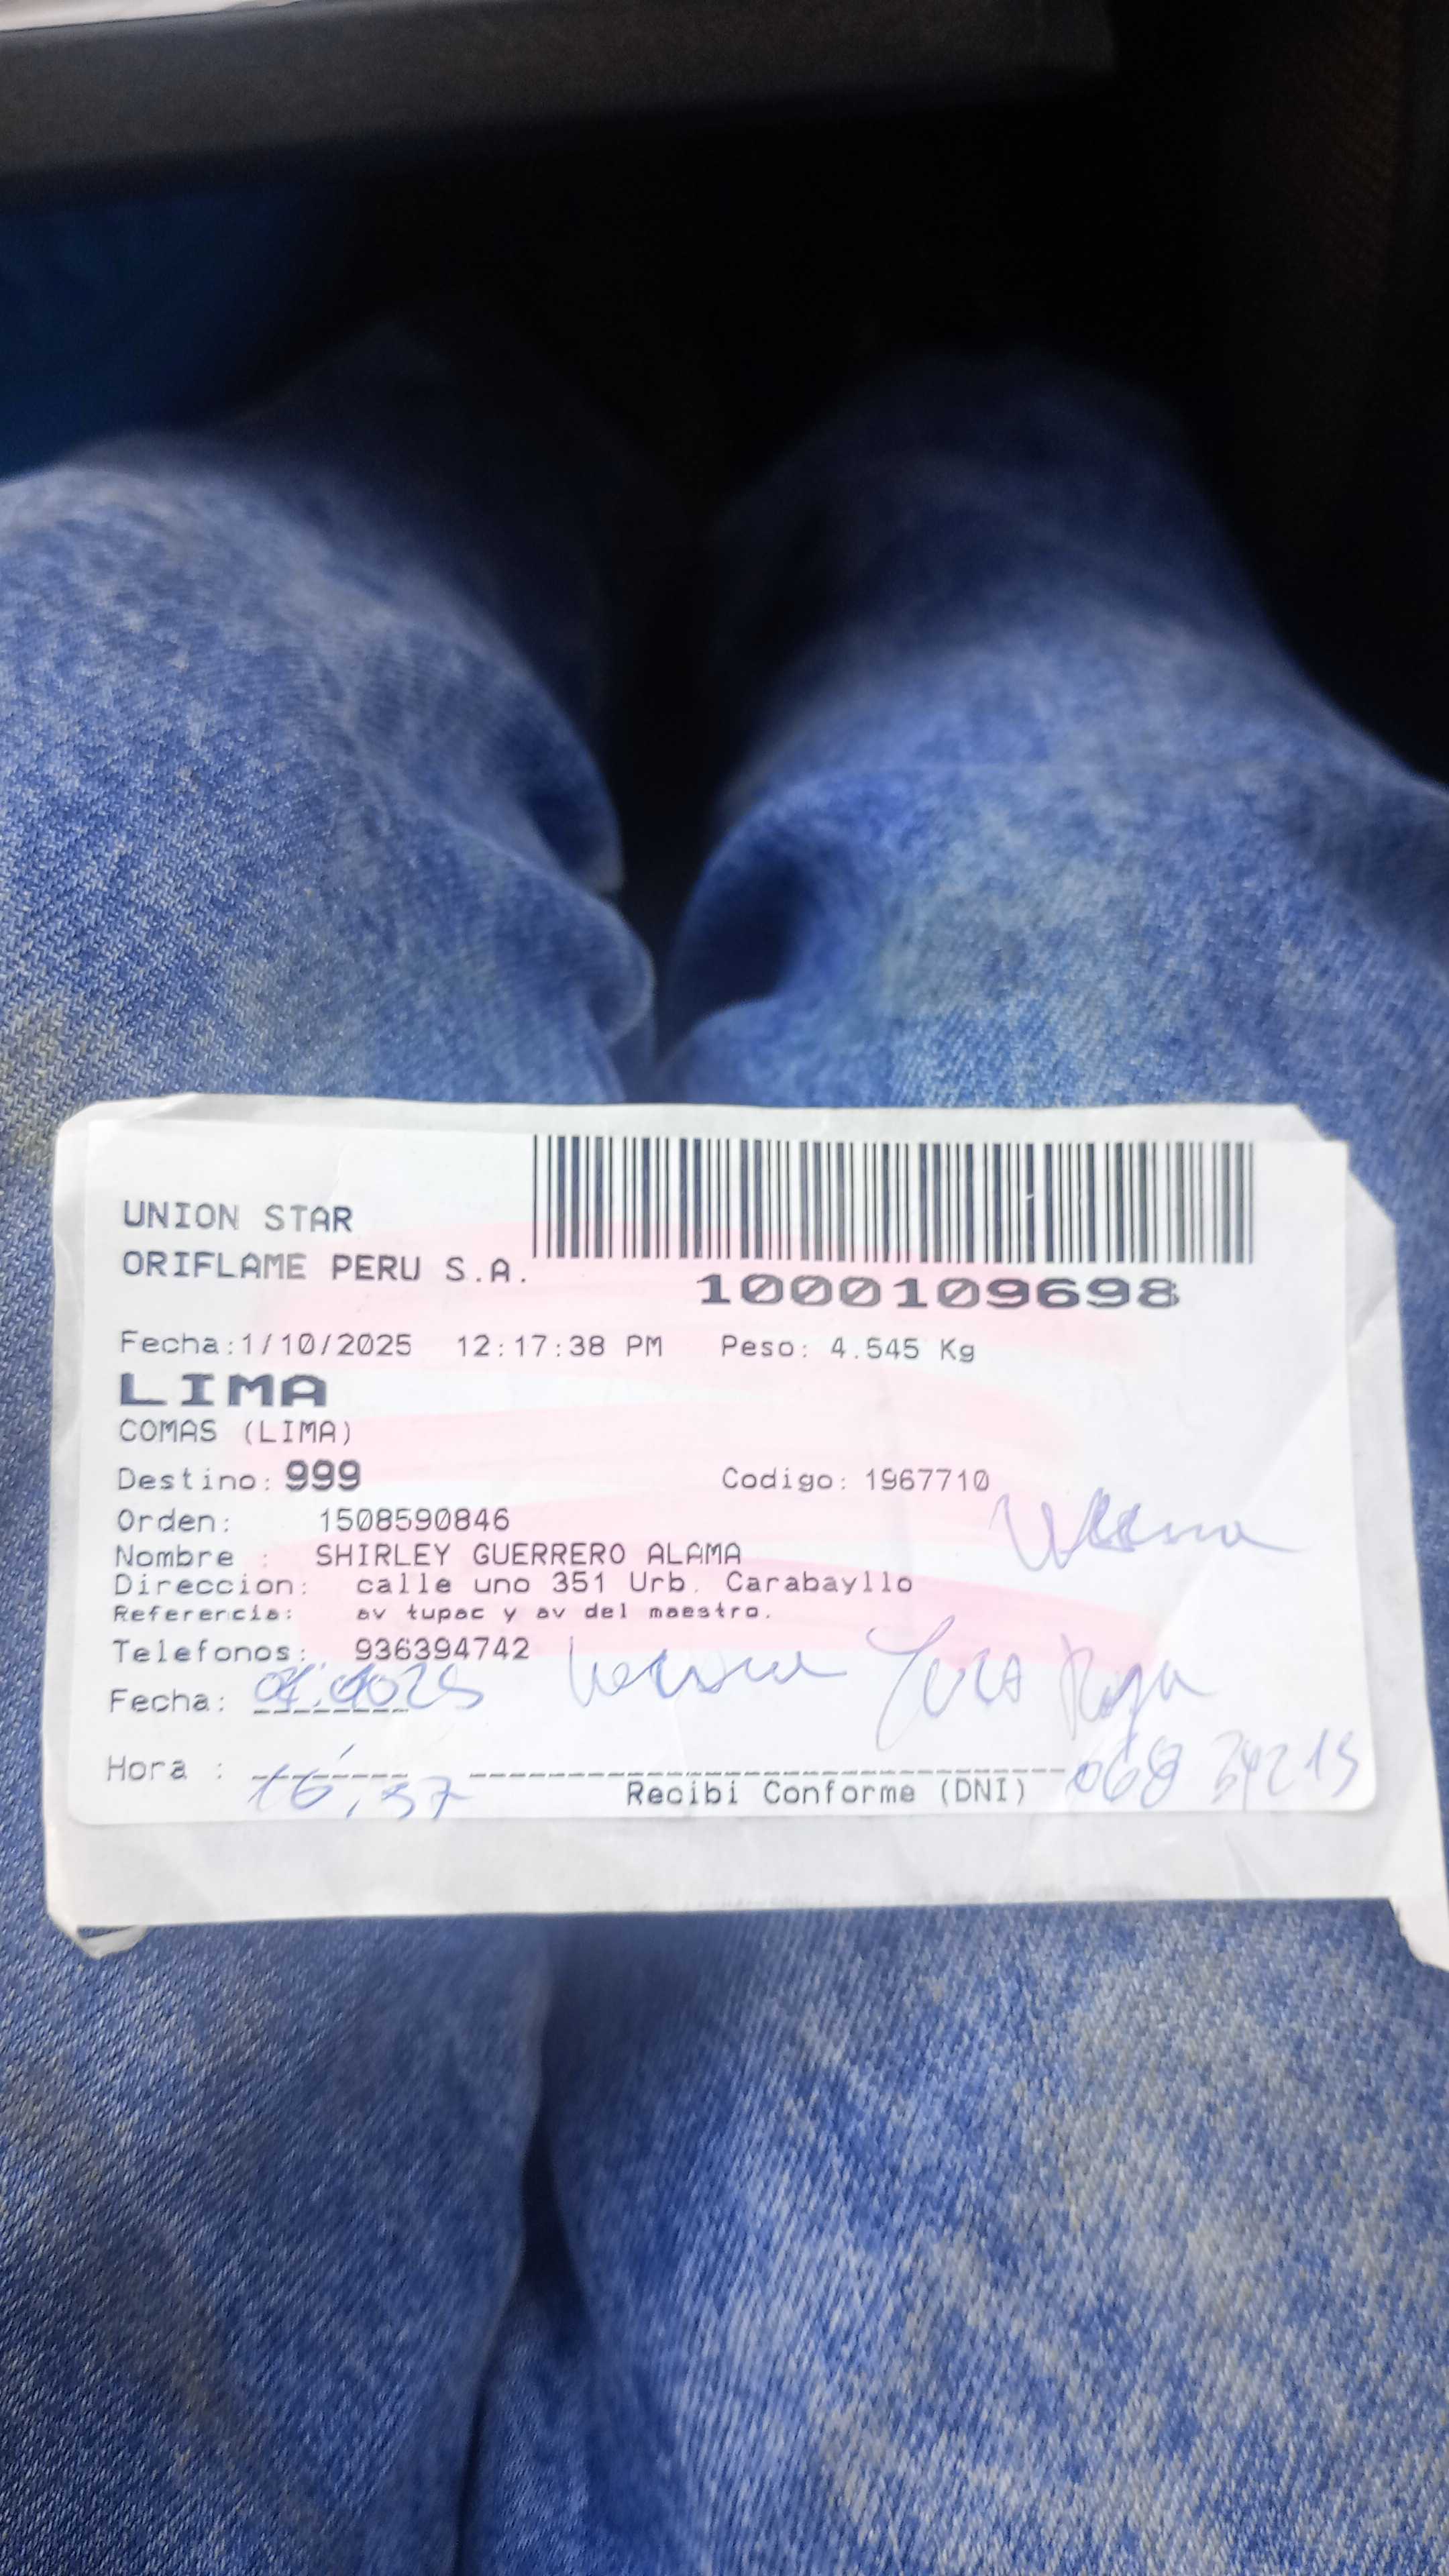 UNION STAR
ORIFLAME PERU S.A.
1000109698
Fecha:1/10/2025 12:17:38 PM Peso: 4.545 Kg
LIMA
COMAS (LIMA)
Destino: 999 Codigo: 1967710
Orden: 1508590846
Nombre : SHIRLEY GUERRERO ALAMA
Direccion: calle uno 351 Urb. Carabayllo
Referencia: av tupac y av del maestro.
Telefonos: 936394742
Fecha:
Hora : 16,37
Recibi Conforme (DNI)